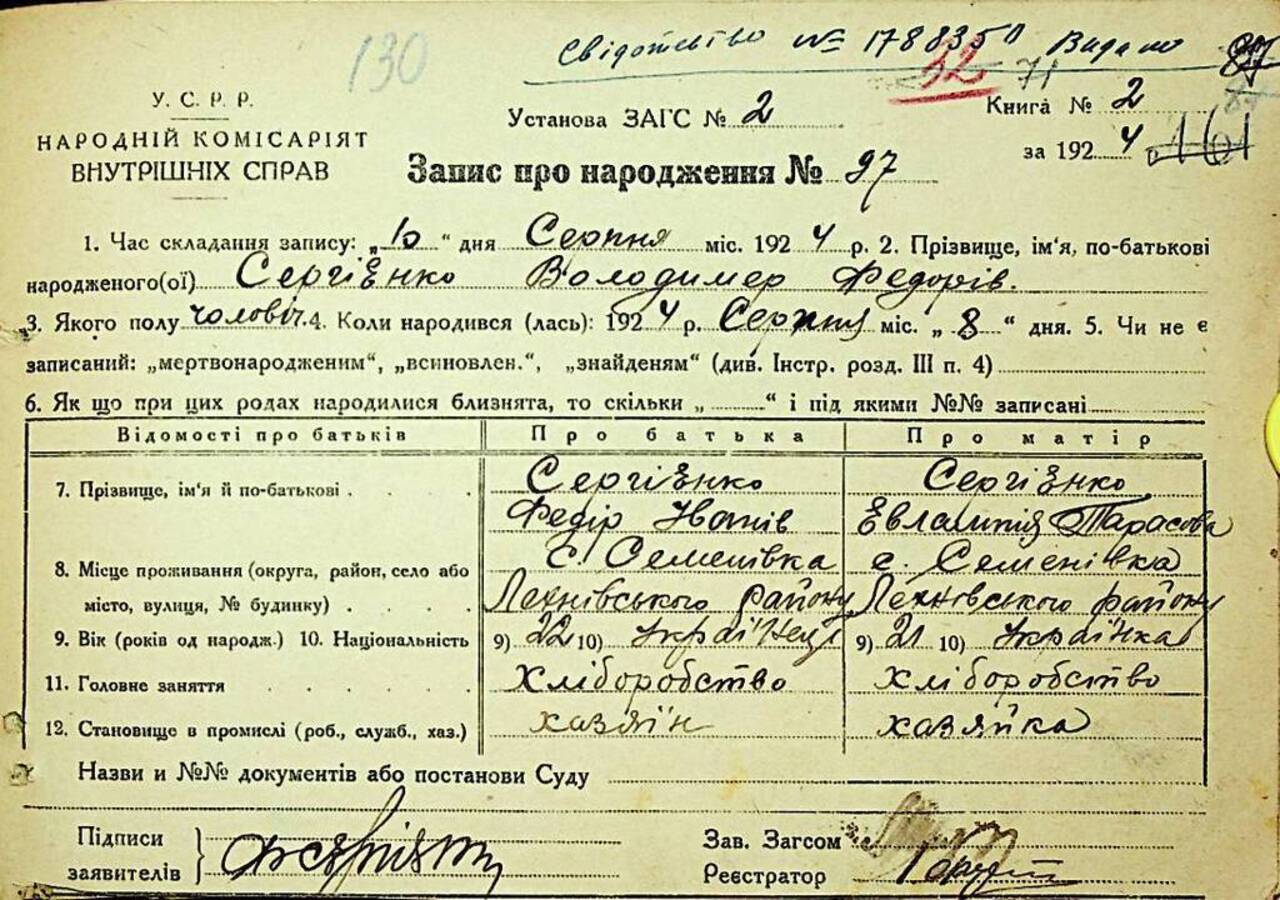 130
Свідотство № 178835 Видано
32 71
У. С. Р. Р.
НАРОДНІЙ КОМІСАРІЯТ
ВНУТРІШНІХ СПРАВ
Установа ЗАГС № 2
Книга № 2
за 1924
Запис про народження № 97
1. Час складання запису: „10“ дня Серпня міс. 1924 р. 2. Прізвище, ім'я, по-батькові
народженого(ої) Сергієнко Володимер Федорів.
3. Якого полу чоловіч. 4. Коли народився (лась): 1924 р. Серпня міс. „8“ дня. 5. Чи не є
записаний: „мертвонародженим“, „всиновлен.“, „знайденям“ (див. Інстр. розд. III п. 4)
6. Як що при цих родах народилися близнята, то скільки „ “ і під якими №№ записані
Відомості про батьків Про батька Про матір
7. Прізвище, ім'я й по-батькові Сергієнко Сергієнко
Федір Іванів Евлампія Тарасова
8. Місце проживання (округа, район, село або с. Семенівка с. Семенівка
місто, вулиця, № будинку) Лехнівського району Лехнівського району
9. Вік (років од народж.) 10. Національність 9) 22 10) Українець 9) 21 10) Українка
11. Головне заняття хліборобство хліборобство
12. Становище в промислі (роб., служб., хаз.) хазяїн хазяйка
Назви и №№ документів або постанови Суду
Підписи
заявителів
Зав. Загсом
Реєстратор